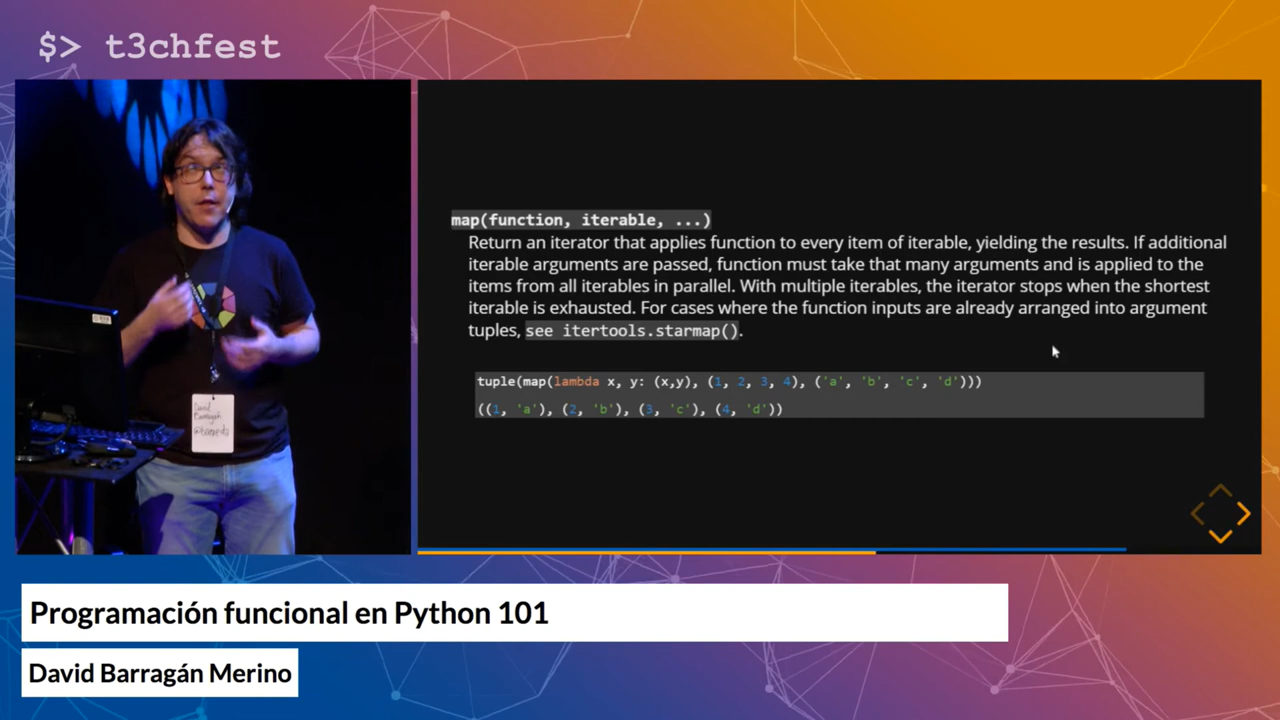 $> t3chfest
map(function, iterable, ...)
Return an iterator that applies function to every item of iterable, yielding the results. If additional
iterable arguments are passed, function must take that many arguments and is applied to the
items from all iterables in parallel. With multiple iterables, the iterator stops when the shortest
iterable is exhausted. For cases where the function inputs are already arranged into argument
tuples, see itertools.starmap().
tuple(map(lambda x, y: (x,y), (1, 2, 3, 4), ('a', 'b', 'c', 'd')))
((1, 'a'), (2, 'b'), (3, 'c'), (4, 'd'))
David
Barragán
Programación funcional en Python 101
David Barragán Merino